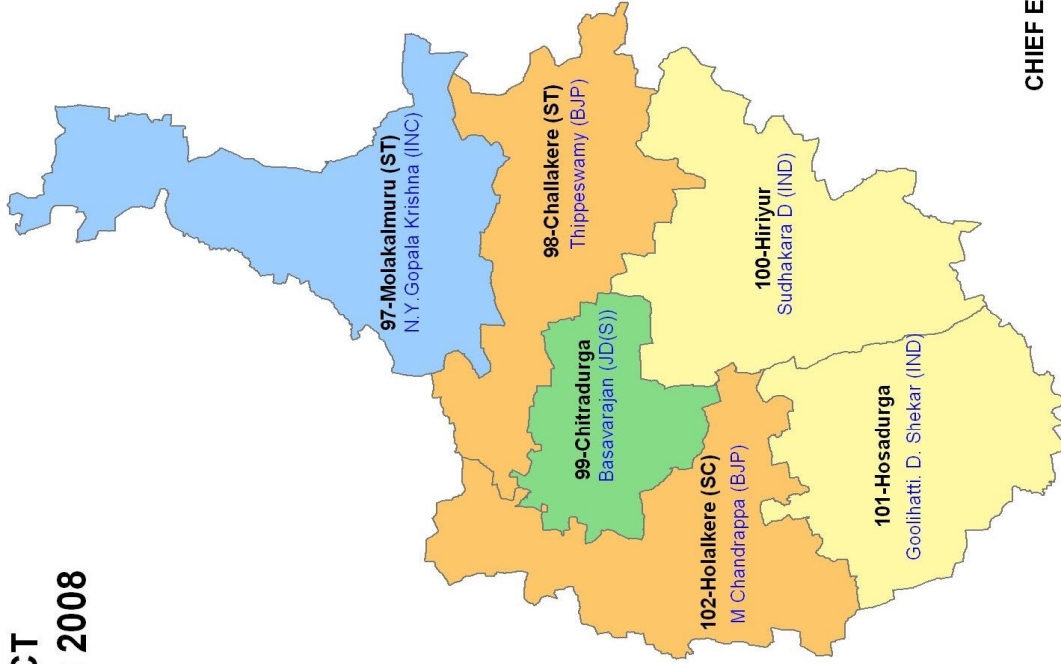 CT
2008
97-Molakalmuru (ST)
N.Y.Gopala Krishna (INC)
98-Challakere (ST)
Thippeswamy (BJP)
99-Chitradurga
Basavarajan (JD(S))
100-Hiriyur
Sudhakara D (IND)
102-Holalkere (SC)
M Chandrappa (BJP)
101-Hosadurga
Goolihatti. D. Shekar (IND)
CHIEF E